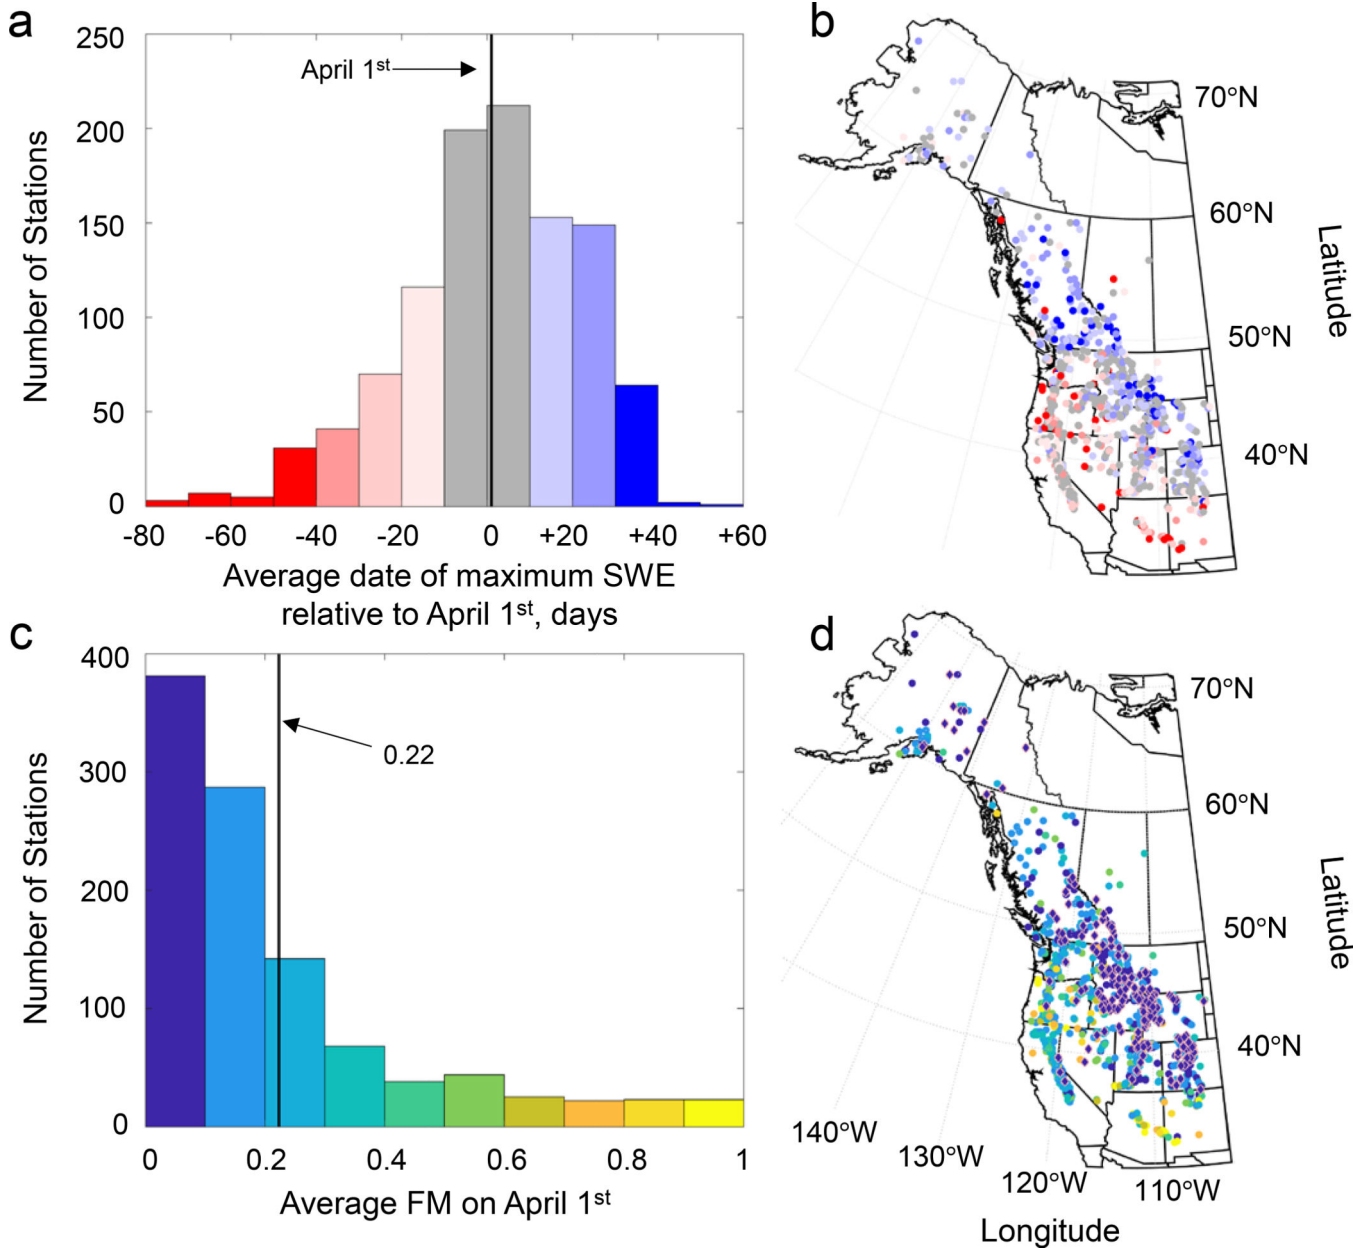 a
250
200
150
100
50
0
Number of Stations
April 1st
-80 -60 -40 -20 0 +20 +40 +60
Average date of maximum SWE
relative to April 1st, days
b
70°N
60°N
50°N
40°N
Latitude
c
400
300
200
100
0
Number of Stations
0.22
0 0.2 0.4 0.6 0.8 1
Average FM on April 1st
d
70°N
60°N
50°N
40°N
Latitude
140°W
130°W
120°W
110°W
Longitude